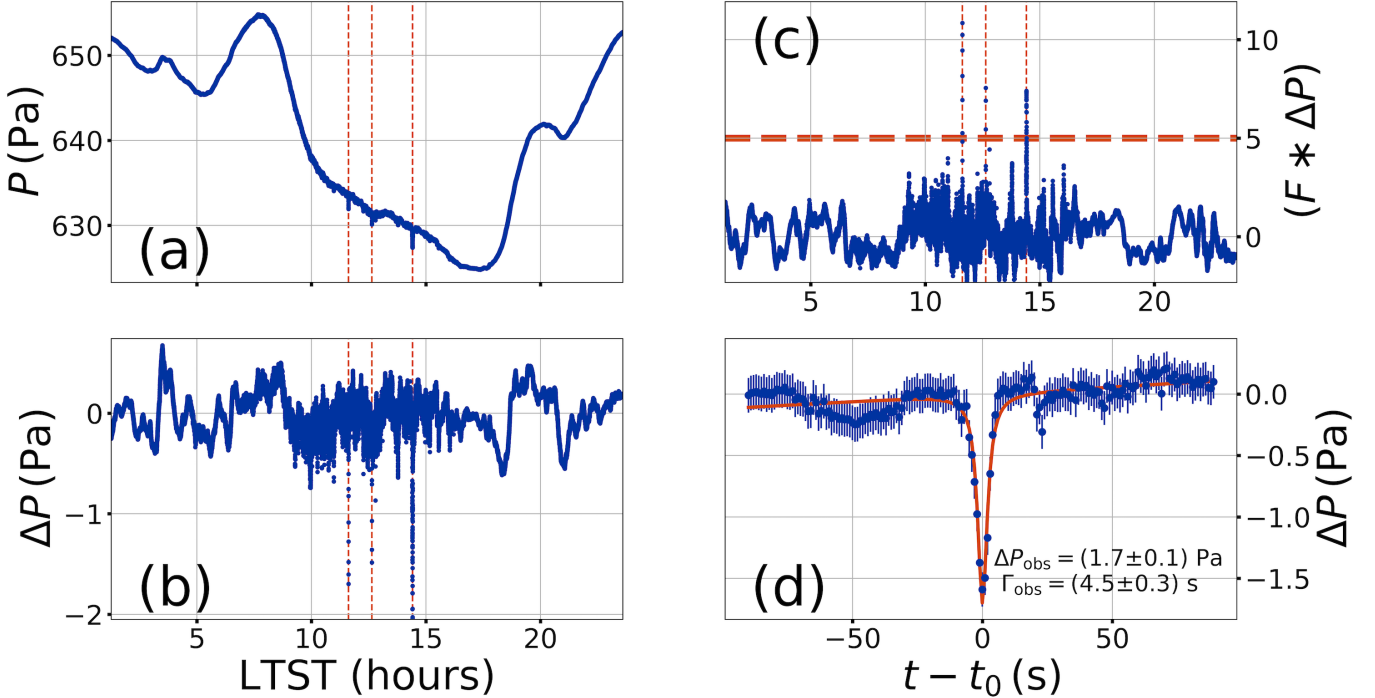 (a)
P (Pa)
650
640
630
(c)
10
5
0
(F ∗ ΔP)
5
10
15
20
(b)
ΔP (Pa)
0
−1
−2
5
10
15
20
LTST (hours)
(d)
0.0
−0.5
−1.0
−1.5
ΔP (Pa)
ΔP_obs = (1.7±0.1) Pa
Γ_obs = (4.5±0.3) s
−50
0
50
t − t₀ (s)